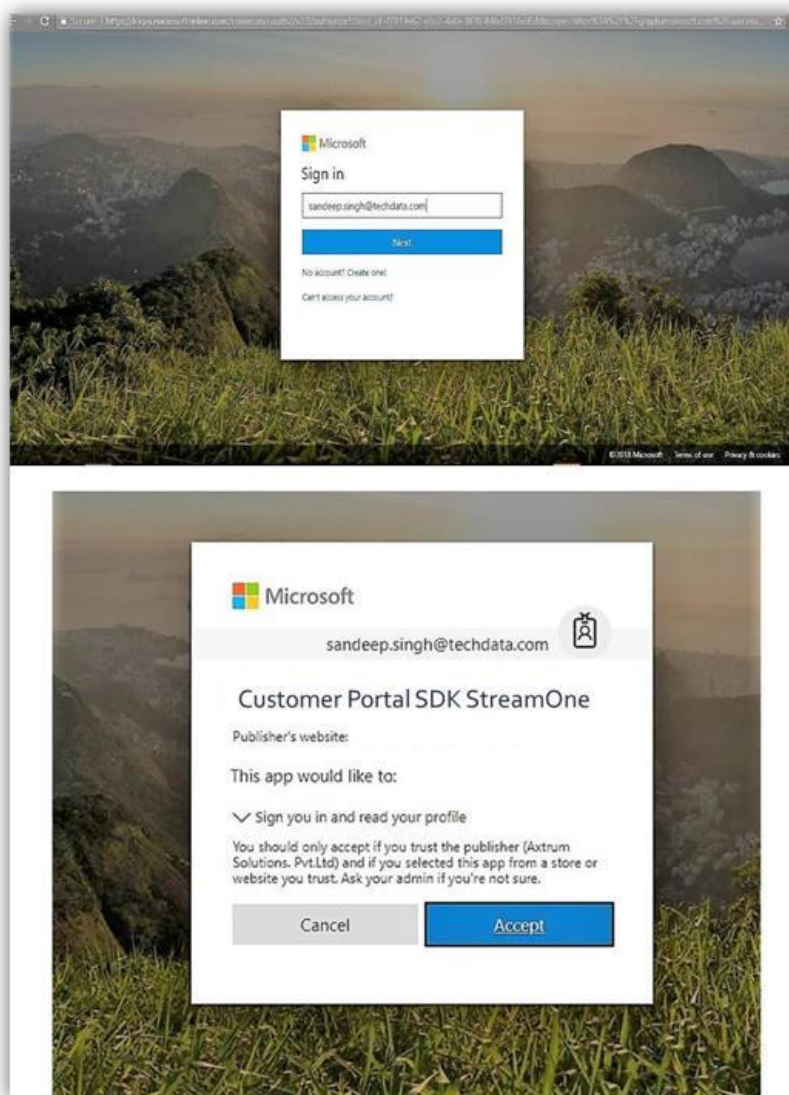 Secure
Microsoft
Sign in
sandeep.singh@techdata.com
Next
No account? Create one!
Can't access your account?
©2018 Microsoft Terms of use Privacy & cookies
Microsoft
sandeep.singh@techdata.com
Customer Portal SDK StreamOne
Publisher's website:
This app would like to:
Sign you in and read your profile
You should only accept if you trust the publisher (Axtrum
Solutions. Pvt.Ltd) and if you selected this app from a store or
website you trust. Ask your admin if you're not sure.
Cancel
Accept